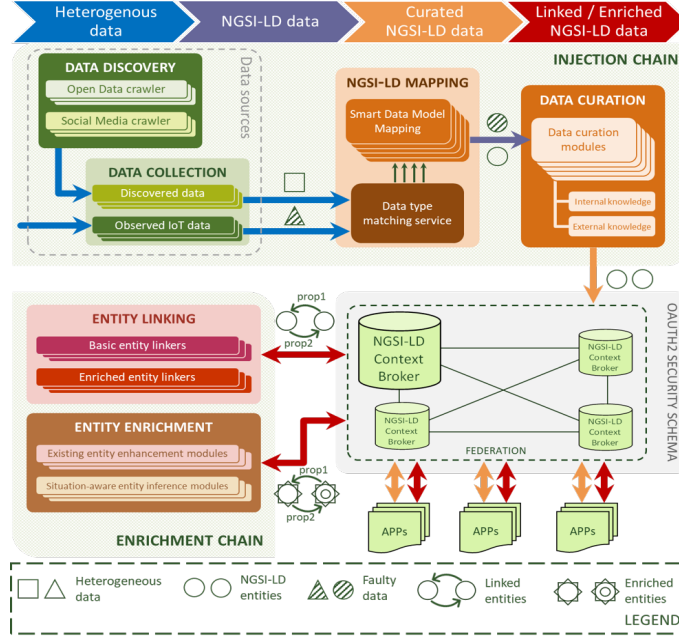 Heterogenous
data
NGSI-LD data
Curated
NGSI-LD data
Linked / Enriched
NGSI-LD data
INJECTION CHAIN
DATA DISCOVERY
Open Data crawler
Social Media crawler
Data sources
DATA COLLECTION
Discovered data
Observed IoT data
NGSI-LD MAPPING
Smart Data Model
Mapping
Data type
matching service
DATA CURATION
Data curation
modules
Internal knowledge
External knowledge
ENTITY LINKING
Basic entity linkers
Enriched entity linkers
ENTITY ENRICHMENT
Existing entity enhancement modules
Situation-aware entity inference modules
ENRICHMENT CHAIN
prop1
prop2
prop1
prop2
NGSI-LD
Context
Broker
NGSI-LD
Context
Broker
NGSI-LD
Context
Broker
NGSI-LD
Context
Broker
FEDERATION
OAUTH2 SECURITY SCHEMA
APPs
APPs
APPs
Heterogenous
data
NGSI-LD
entities
Faulty
data
Linked
entities
Enriched
entities
LEGEND